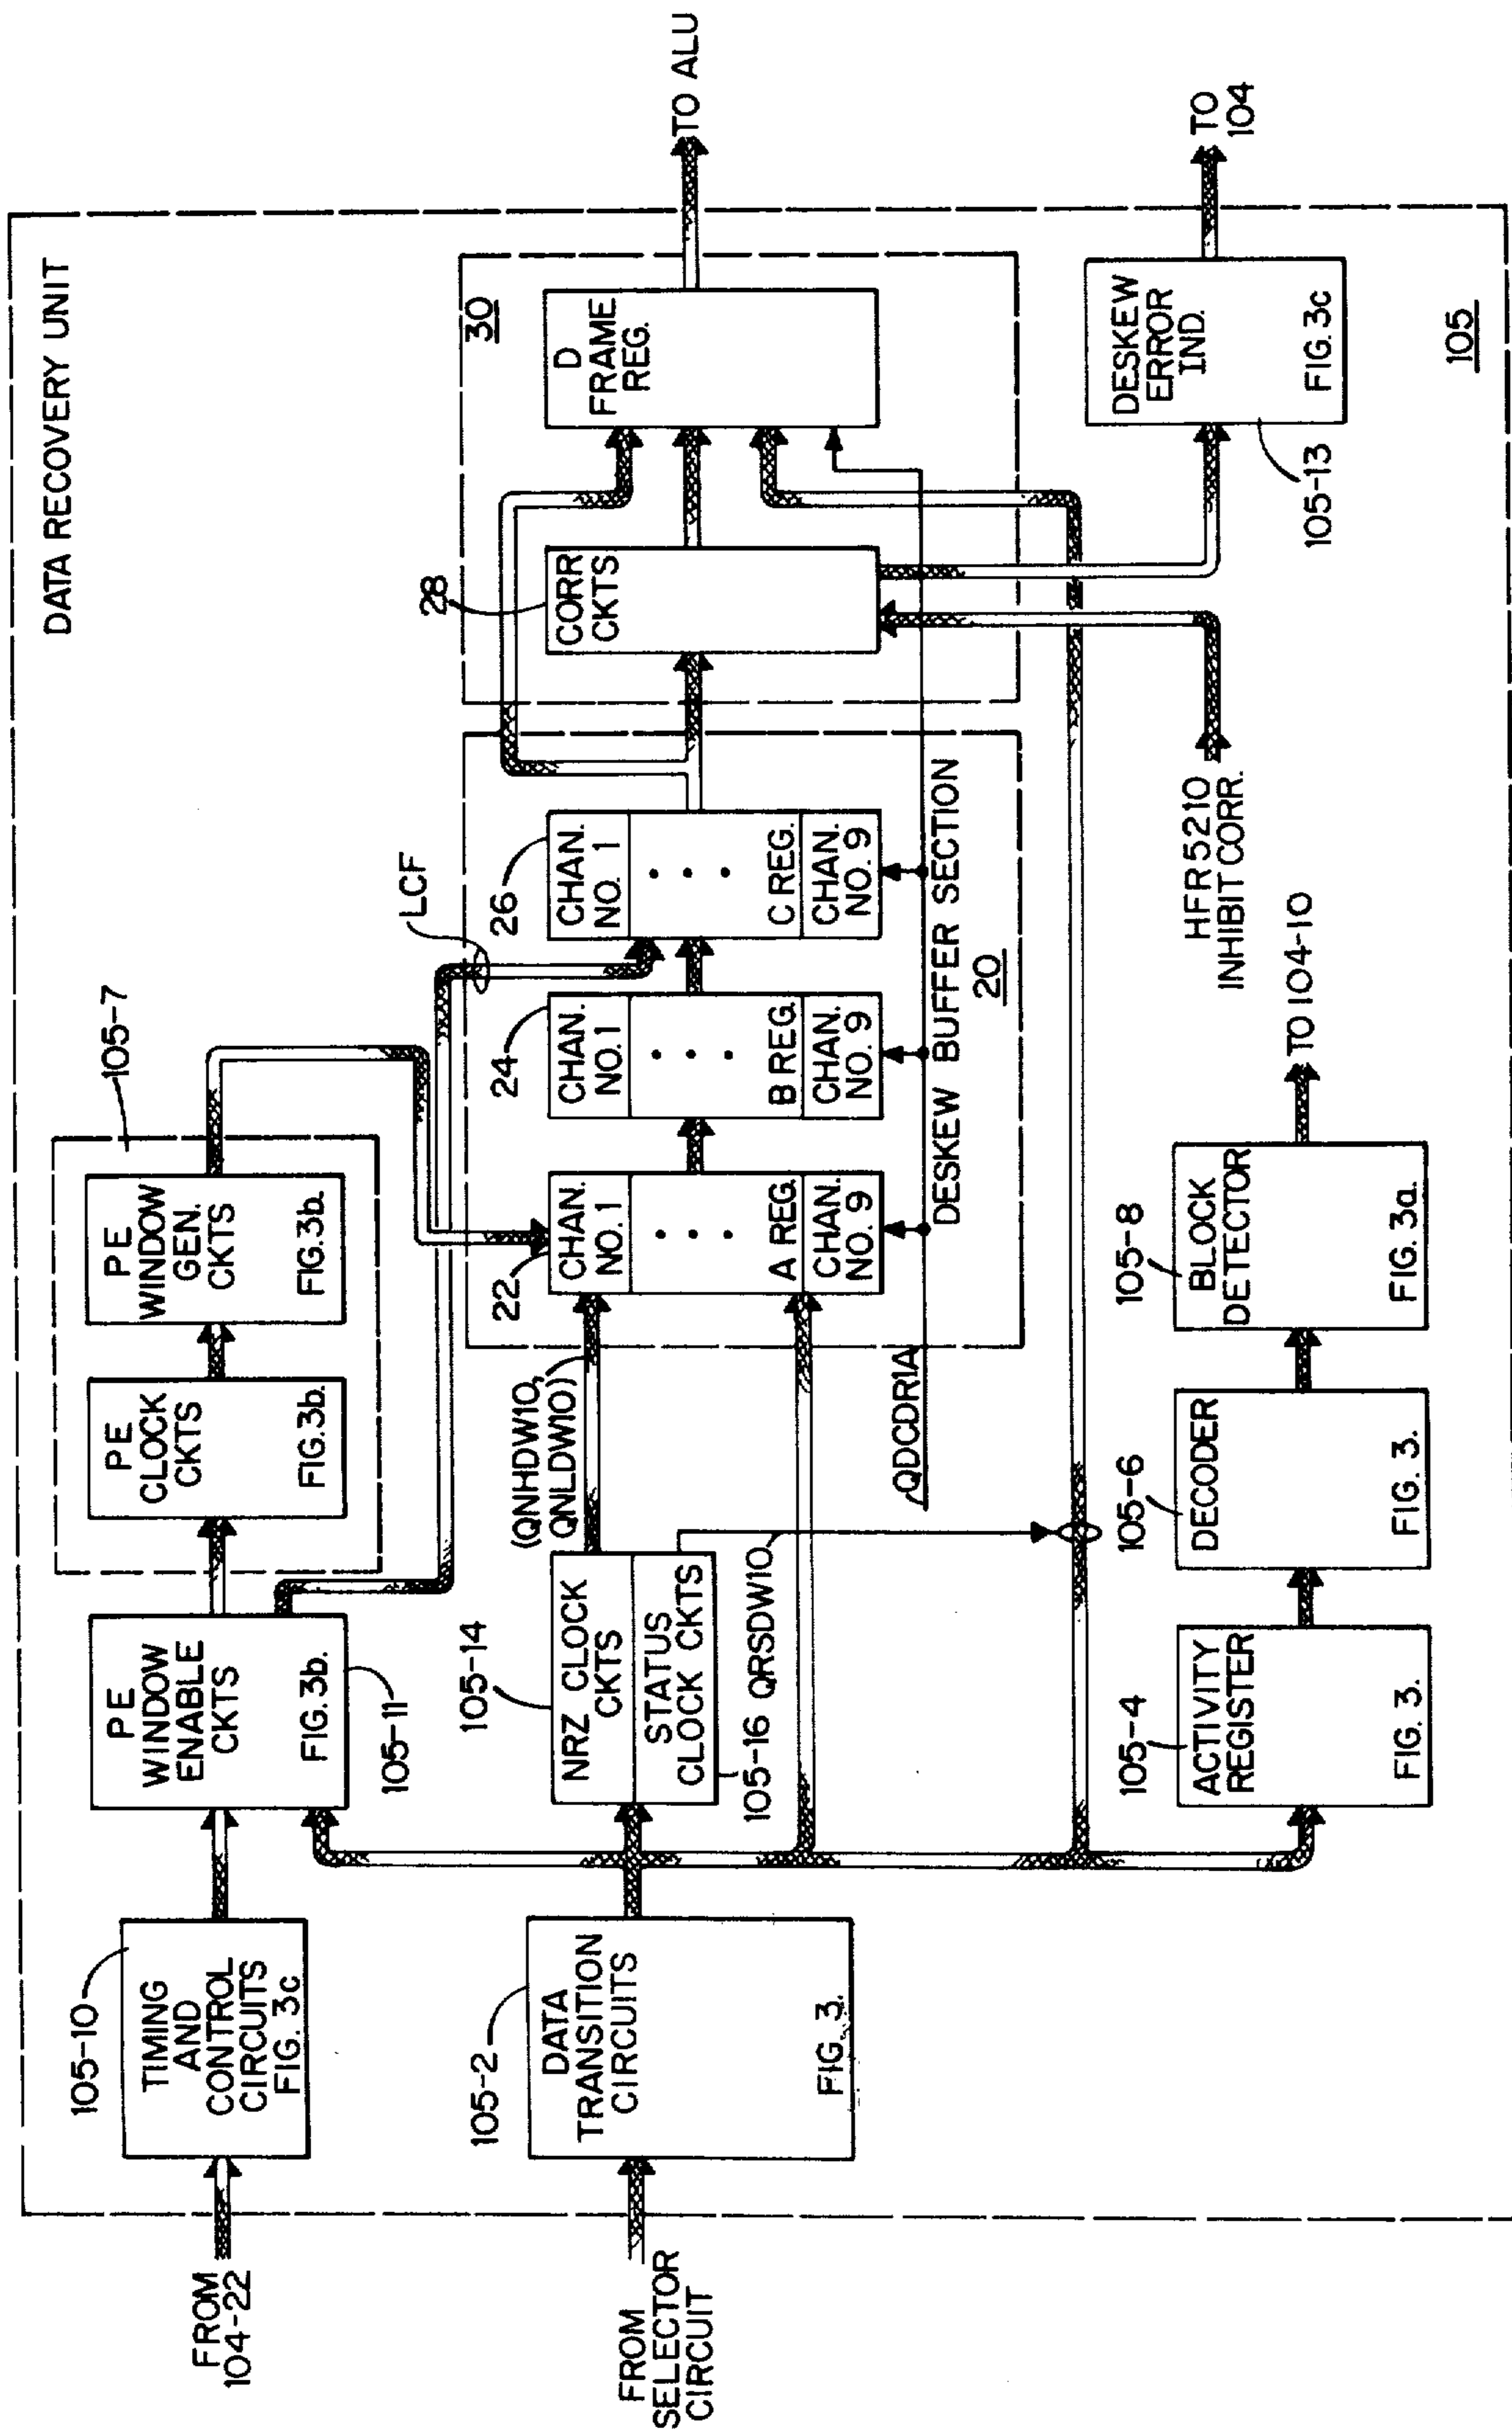 DATA RECOVERY UNIT
FROM
104-22
105-10
TIMING
AND
CONTROL
CIRCUITS
FIG. 3c
PE
WINDOW
ENABLE
CKTS
FIG. 3b.
105-11
PE
CLOCK
CKTS
FIG. 3b.
PE
WINDOW
GEN.
CKTS
FIG. 3b.
105-7
LCF
FROM
SELECTOR
CIRCUIT
105-2
DATA
TRANSITION
CIRCUITS
FIG. 3.
105-14
NRZ CLOCK
CKTS
STATUS
CLOCK CKTS
105-16
QRSDW10
(QNHDW10,
QNLDW10)
QDCDR1A
22
CHAN.
NO. 1
A REG.
CHAN.
NO. 9
24
CHAN.
NO. 1
B REG.
CHAN.
NO. 9
26
CHAN.
NO. 1
C REG.
CHAN.
NO. 9
DESKEW BUFFER SECTION
20
28
CORR
CKTS
30
D
FRAME
REG.
TO ALU
105-4
ACTIVITY
REGISTER
FIG. 3.
105-6
DECODER
FIG. 3.
105-8
BLOCK
DETECTOR
FIG. 3a.
TO 104-10
HFR5210
INHIBIT CORR.
DESKEW
ERROR
IND.
FIG. 3c
105-13
TO
104
105